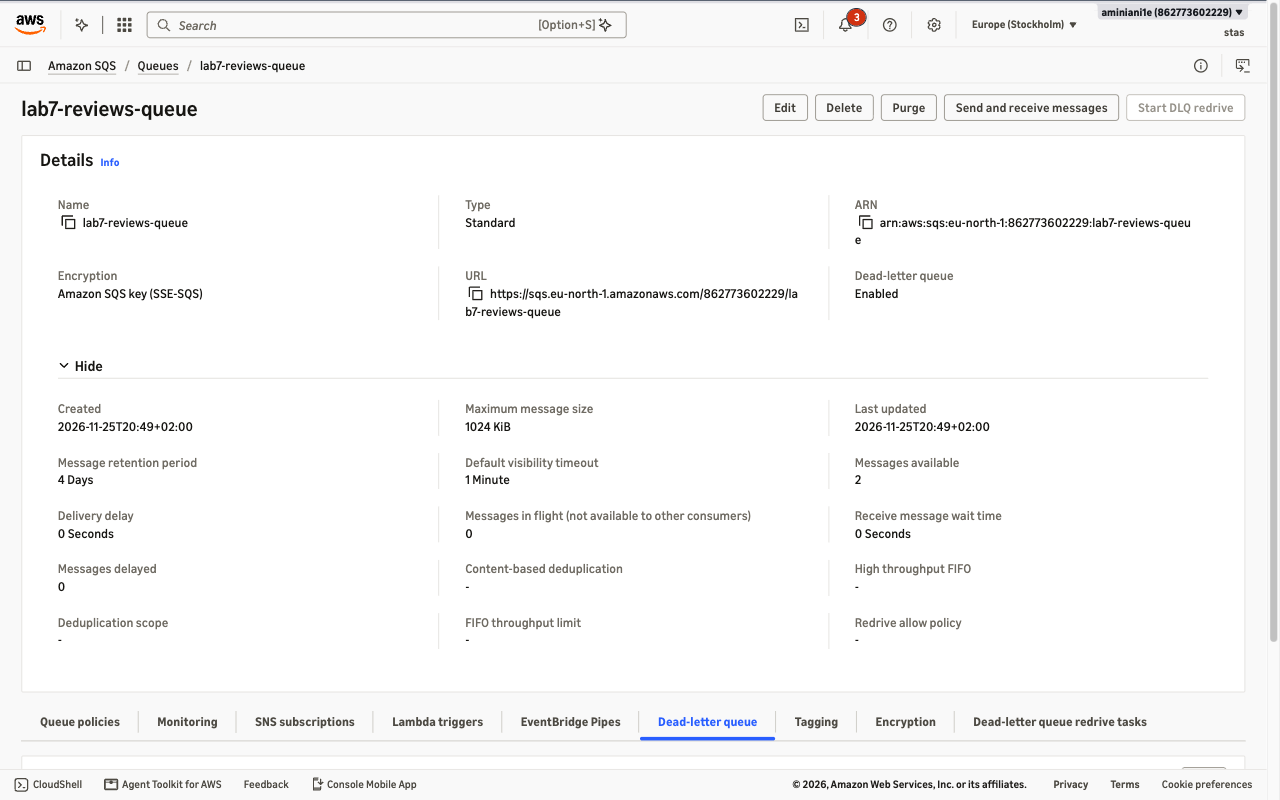 aws
Search
[Option+S]
3
Europe (Stockholm) ▼
aminiani1e (862773602229) ▼
stas
Amazon SQS / Queues / lab7-reviews-queue
lab7-reviews-queue
Edit
Delete
Purge
Send and receive messages
Start DLQ redrive
Details Info
Name
lab7-reviews-queue
Type
Standard
ARN
arn:aws:sqs:eu-north-1:862773602229:lab7-reviews-queu
e
Encryption
Amazon SQS key (SSE-SQS)
URL
https://sqs.eu-north-1.amazonaws.com/862773602229/la
b7-reviews-queue
Dead-letter queue
Enabled
Hide
Created
2026-11-25T20:49+02:00
Maximum message size
1024 KiB
Last updated
2026-11-25T20:49+02:00
Message retention period
4 Days
Default visibility timeout
1 Minute
Messages available
2
Delivery delay
0 Seconds
Messages in flight (not available to other consumers)
0
Receive message wait time
0 Seconds
Messages delayed
0
Content-based deduplication
-
High throughput FIFO
-
Deduplication scope
-
FIFO throughput limit
-
Redrive allow policy
-
Queue policies
Monitoring
SNS subscriptions
Lambda triggers
EventBridge Pipes
Dead-letter queue
Tagging
Encryption
Dead-letter queue redrive tasks
CloudShell
Agent Toolkit for AWS
Feedback
Console Mobile App
© 2026, Amazon Web Services, Inc. or its affiliates.
Privacy
Terms
Cookie preferences